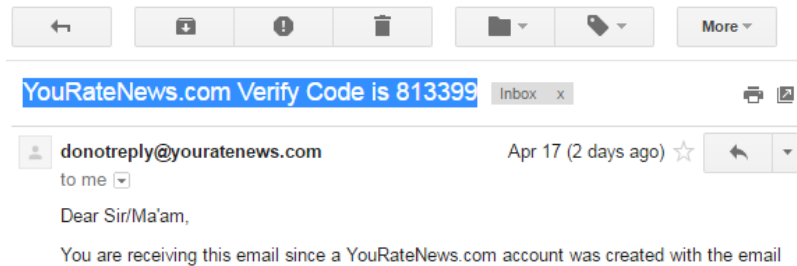 More
YouRateNews.com Verify Code is 813399 Inbox x
donotreply@youratenews.com Apr 17 (2 days ago)
to me
Dear Sir/Ma'am,
You are receiving this email since a YouRateNews.com account was created with the email